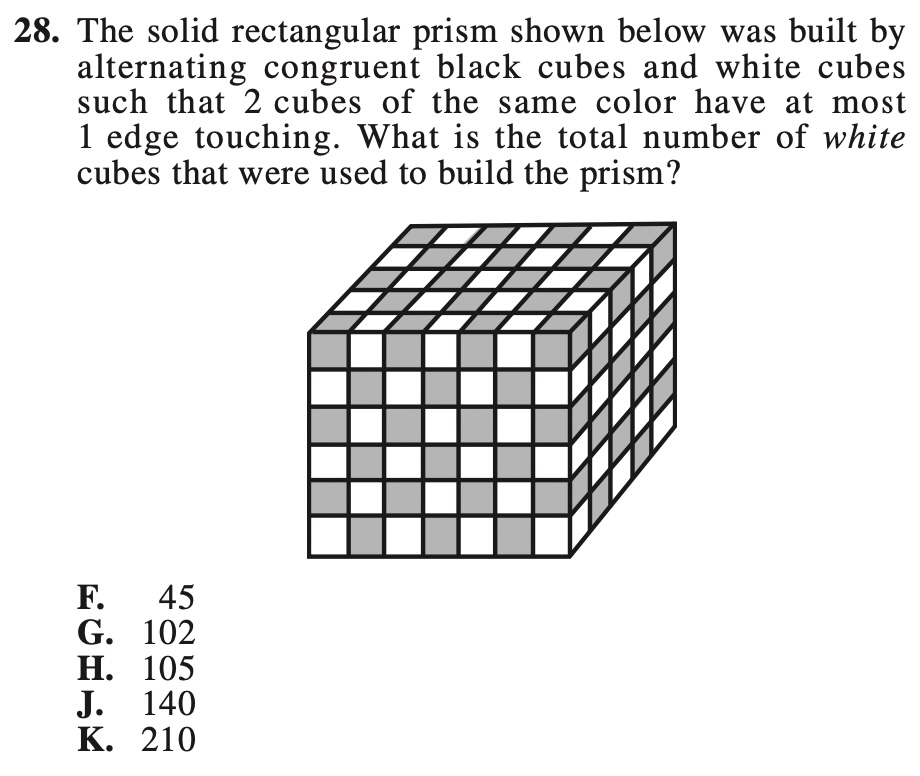 28. The solid rectangular prism shown below was built by
alternating congruent black cubes and white cubes
such that 2 cubes of the same color have at most
1 edge touching. What is the total number of white
cubes that were used to build the prism?
F. 45
G. 102
H. 105
J. 140
K. 210